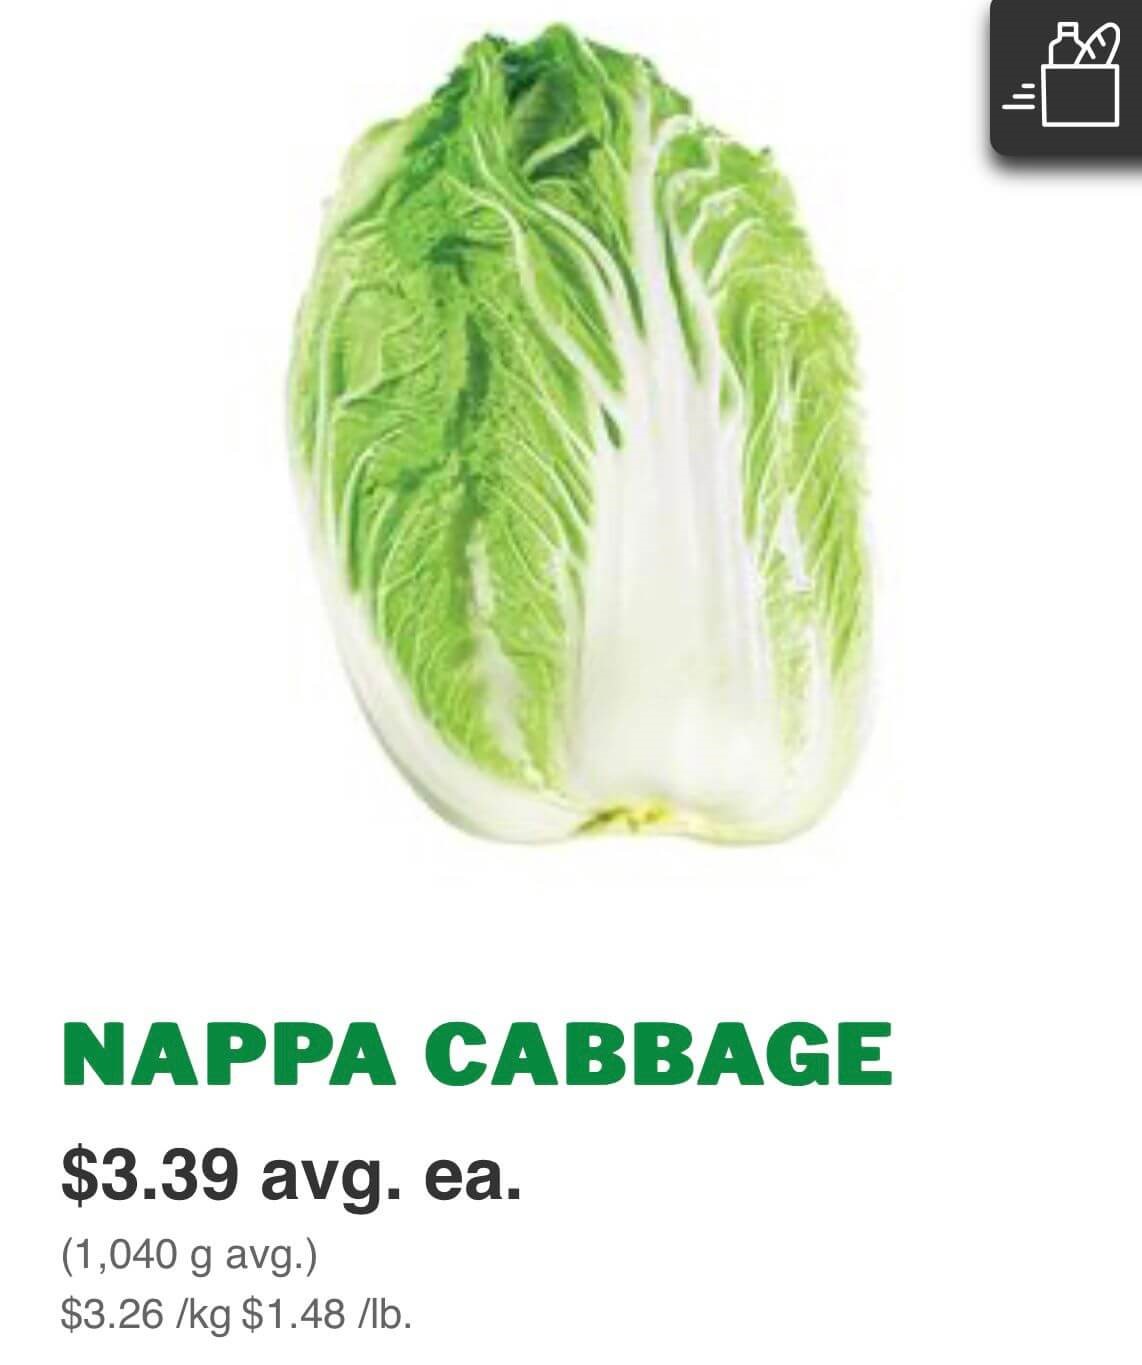 NAPPA CABBAGE
$3.39 avg. ea.
(1,040 g avg.)
$3.26 /kg $1.48 /lb.